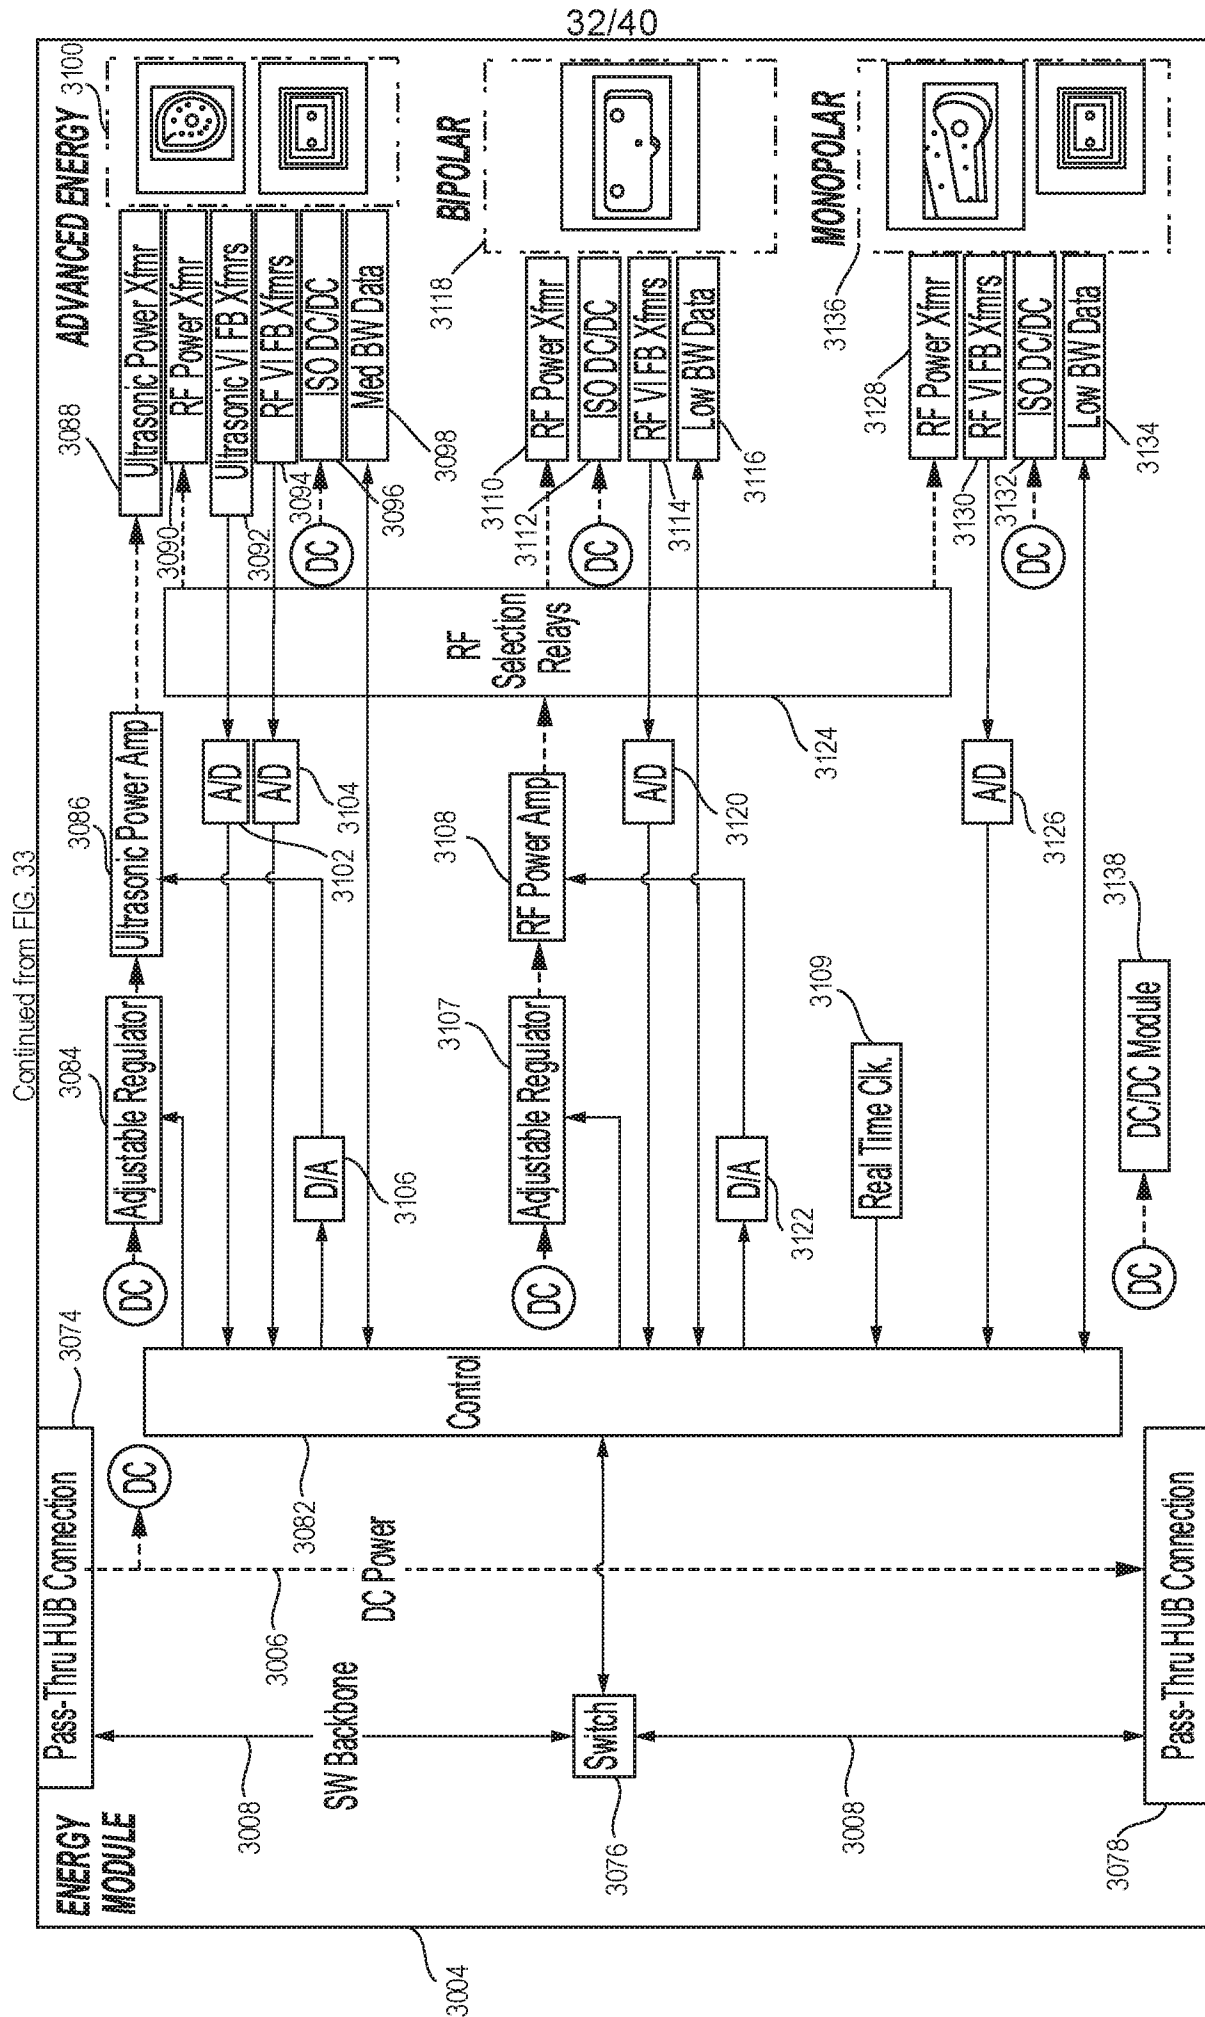 32/40
Continued from FIG. 33
ENERGY
MODULE
3004
Pass-Thru HUB Connection
3074
3008
SW Backbone
Switch
3076
3008
Pass-Thru HUB Connection
3078
3006
DC Power
DC
Control
3082
DC
Adjustable Regulator
3084
Ultrasonic Power Amp
3086
A/D
3102
A/D
3104
D/A
3106
DC
Adjustable Regulator
3107
RF Power Amp
3108
A/D
3120
D/A
3122
Real Time Clk.
3109
A/D
3126
DC
DC/DC Module
3138
RF
Selection
Relays
3124
ADVANCED ENERGY
3100
3088
Ultrasonic Power Xfmr
3090
RF Power Xfmr
3092
Ultrasonic VI FB Xfmrs
3094
RF VI FB Xfmrs
DC
3096
ISO DC/DC
3098
Med BW Data
BIPOLAR
3118
3110
RF Power Xfmr
3112
DC
ISO DC/DC
3114
RF VI FB Xfmrs
3116
Low BW Data
MONOPOLAR
3136
3128
RF Power Xfmr
3130
RF VI FB Xfmrs
3132
DC
ISO DC/DC
3134
Low BW Data